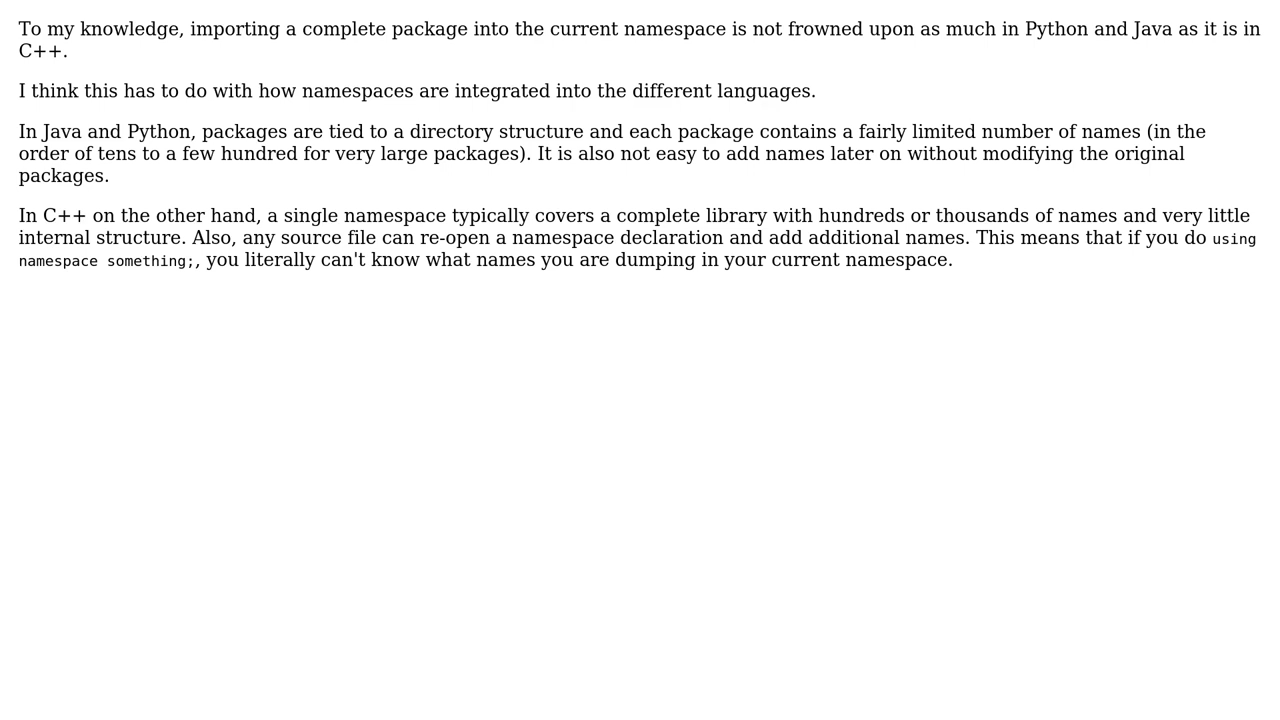 To my knowledge, importing a complete package into the current namespace is not frowned upon as much in Python and Java as it is in
C++.
I think this has to do with how namespaces are integrated into the different languages.
In Java and Python, packages are tied to a directory structure and each package contains a fairly limited number of names (in the
order of tens to a few hundred for very large packages). It is also not easy to add names later on without modifying the original
packages.
In C++ on the other hand, a single namespace typically covers a complete library with hundreds or thousands of names and very little
internal structure. Also, any source file can re-open a namespace declaration and add additional names. This means that if you do using
namespace something;, you literally can't know what names you are dumping in your current namespace.